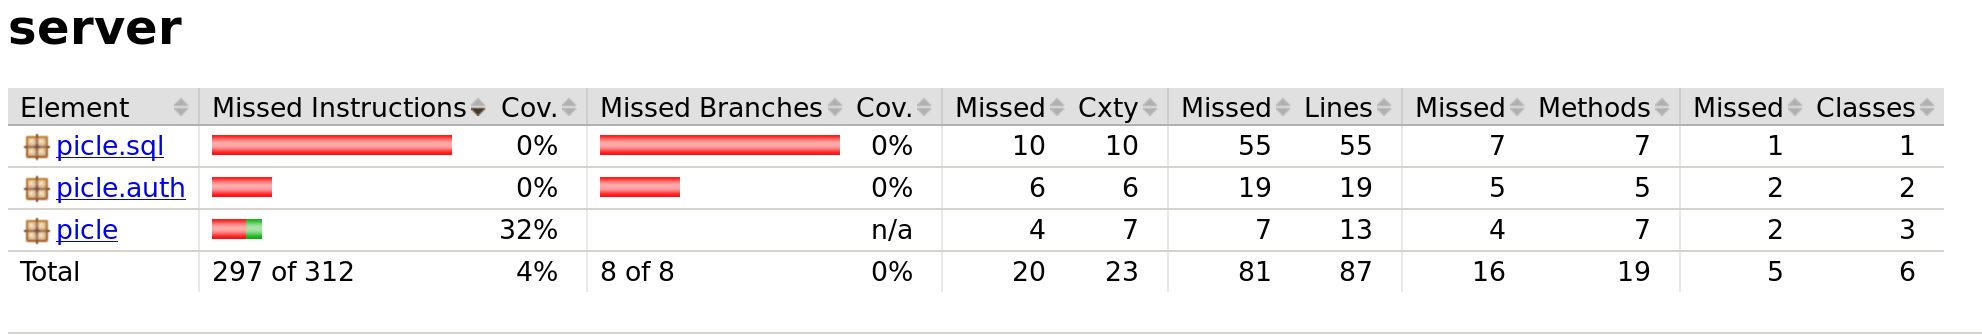 server
Element Missed Instructions Cov. Missed Branches Cov. Missed Cxty Missed Lines Missed Methods Missed Classes
picle.sql 0% 0% 10 10 55 55 7 7 1 1
picle.auth 0% 0% 6 6 19 19 5 5 2 2
picle 32% n/a 4 7 7 13 4 7 2 3
Total 297 of 312 4% 8 of 8 0% 20 23 81 87 16 19 5 6